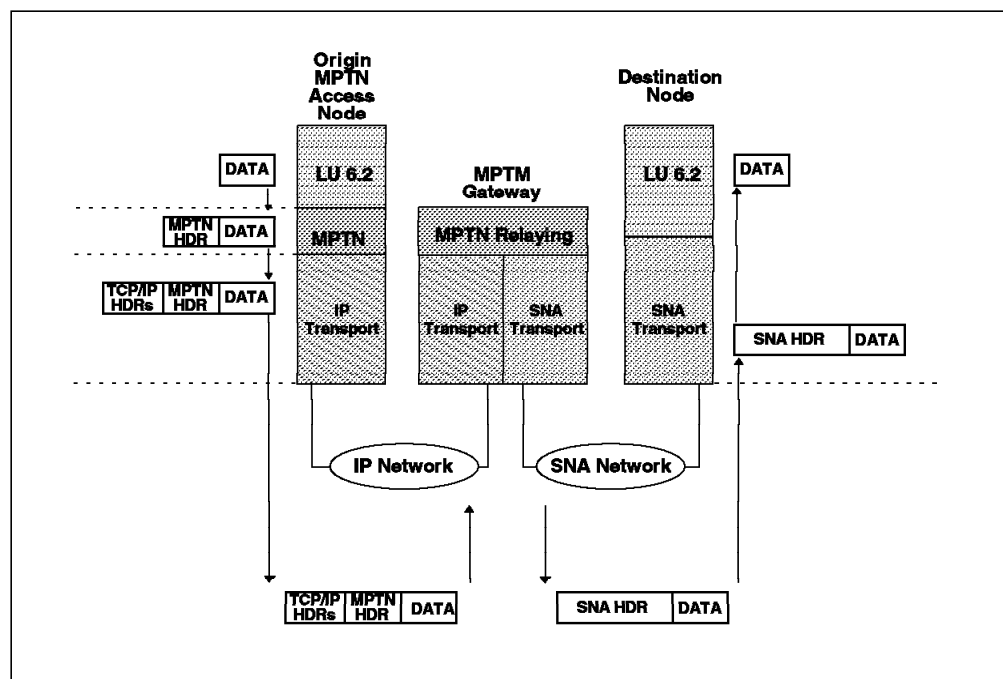 Origin
MPTN
Access
Node
Destination
Node
DATA
LU 6.2
MPTM
Gateway
LU 6.2
DATA
MPTN
HDR
DATA
MPTN
MPTN Relaying
TCP/IP
HDRs
MPTN
HDR
DATA
IP
Transport
IP
Transport
SNA
Transport
SNA
Transport
SNA HDR
DATA
IP Network
SNA Network
TCP/IP
HDRs
MPTN
HDR
DATA
SNA HDR
DATA